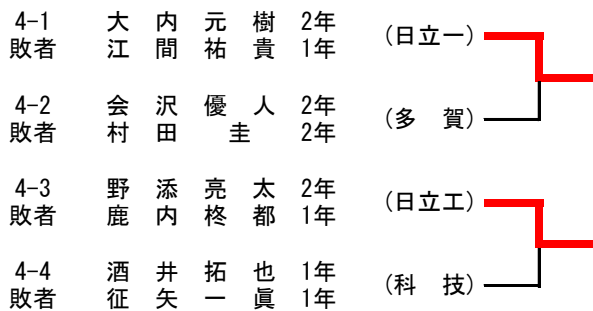 4-1 大内元樹 2年 (日立一)
敗者 江間祐貴 1年
4-2 会沢優人 2年 (多賀)
敗者 村田圭 2年
4-3 野添亮太 2年 (日立工)
敗者 鹿内柊都 1年
4-4 酒井拓也 1年 (科技)
敗者 征矢一眞 1年